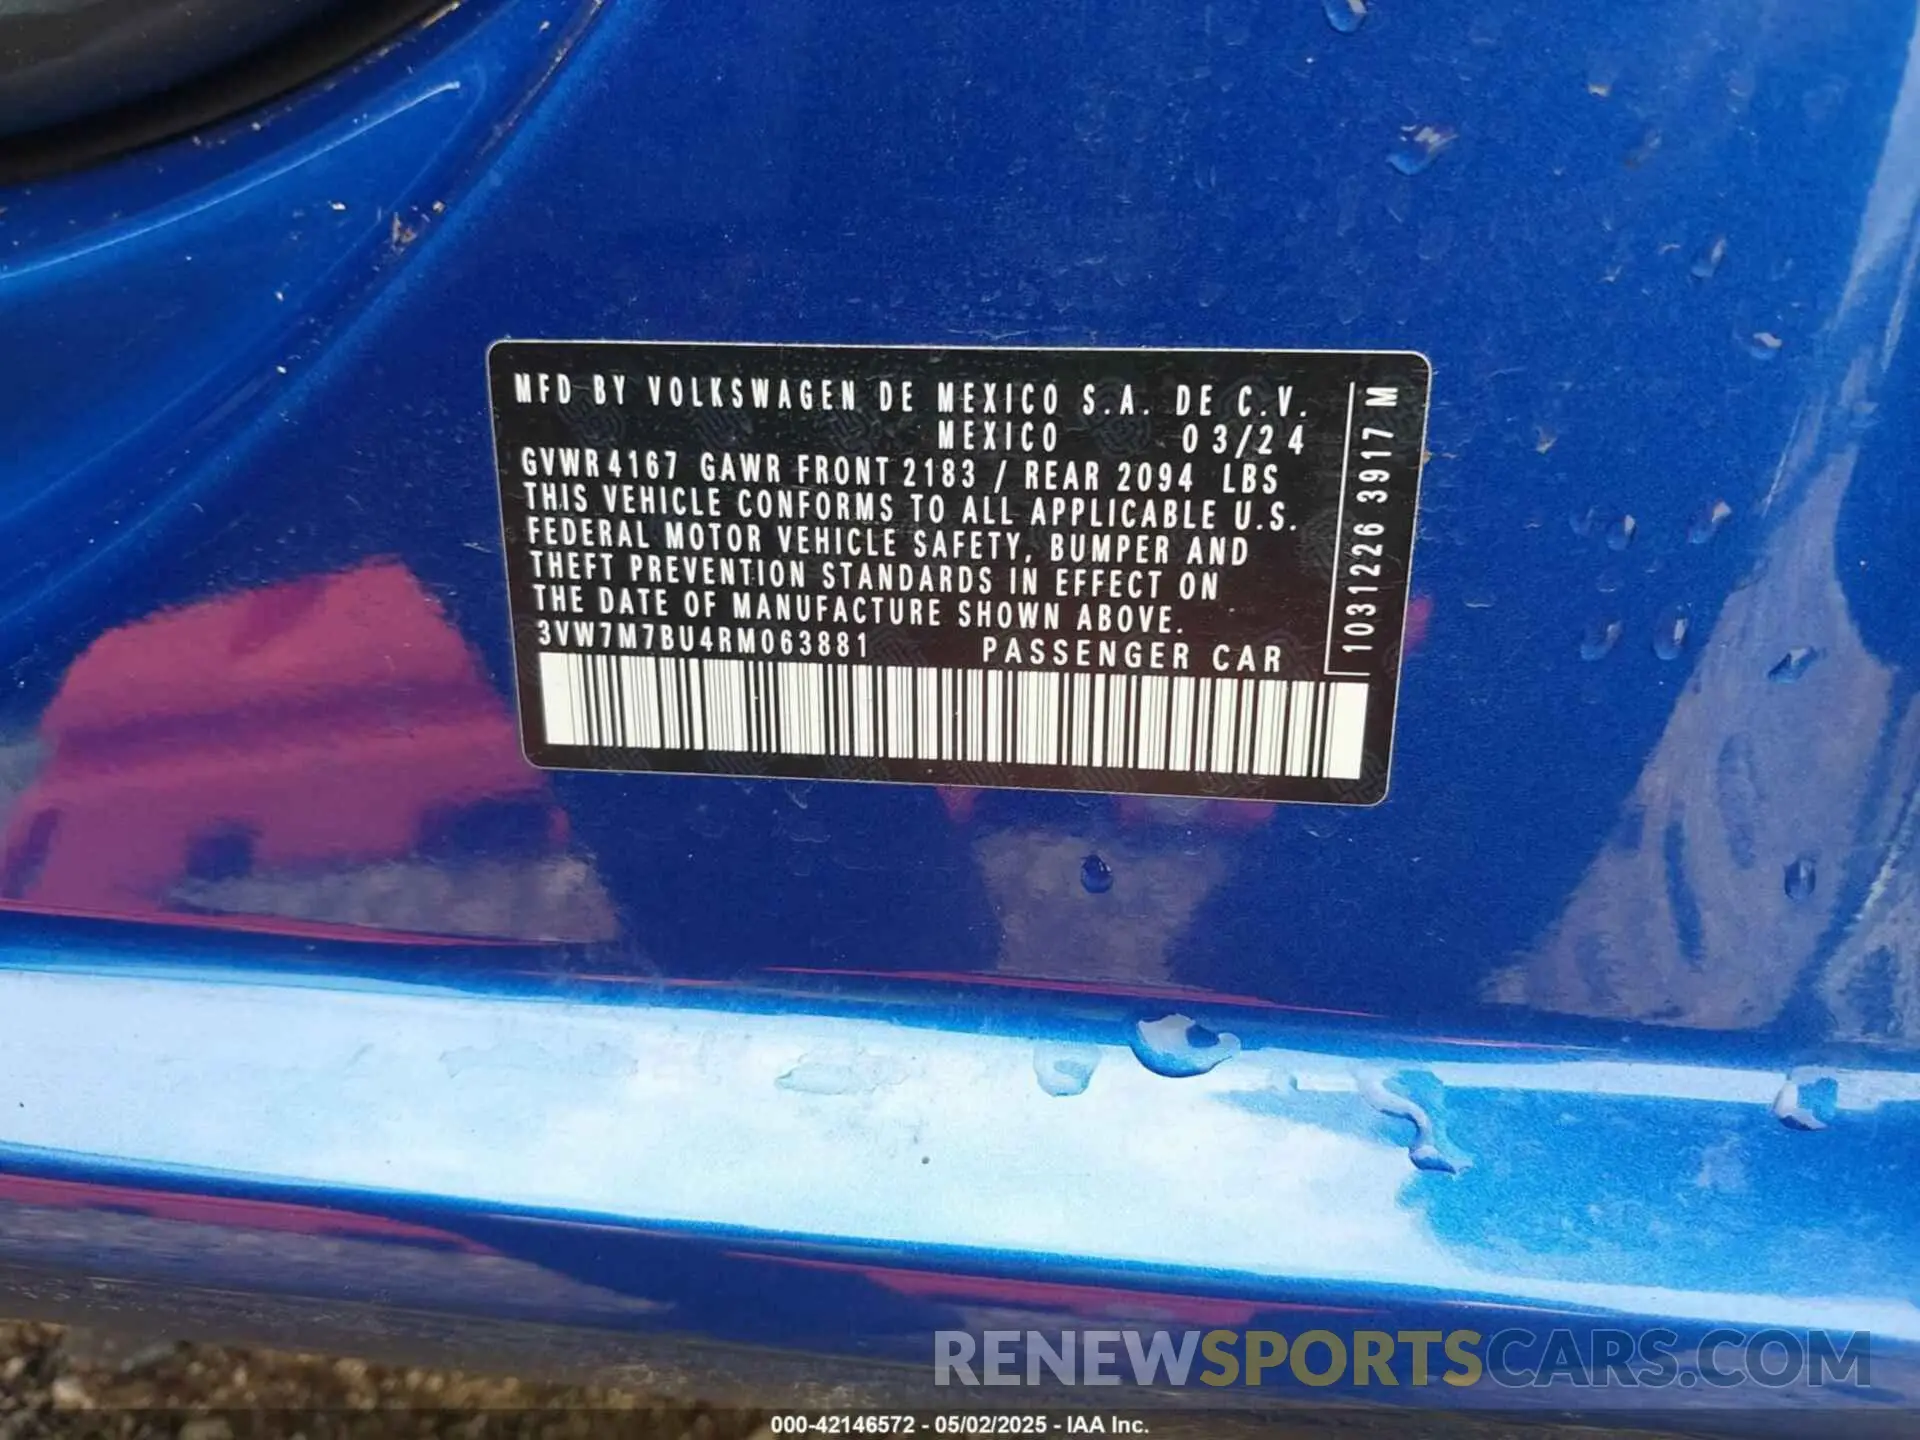 MFD BY VOLKSWAGEN DE MEXICO S.A. DE C.V.
MEXICO 03/24
GVWR 4167 GAWR FRONT 2183 / REAR 2094 LBS
THIS VEHICLE CONFORMS TO ALL APPLICABLE U.S.
FEDERAL MOTOR VEHICLE SAFETY, BUMPER AND
THEFT PREVENTION STANDARDS IN EFFECT ON
THE DATE OF MANUFACTURE SHOWN ABOVE.
3VW7M7BU4RM063881 PASSENGER CAR
1031226 3917 M
RENEWSPORTSCARS.COM
000-42146572 - 05/02/2025 - IAA Inc.